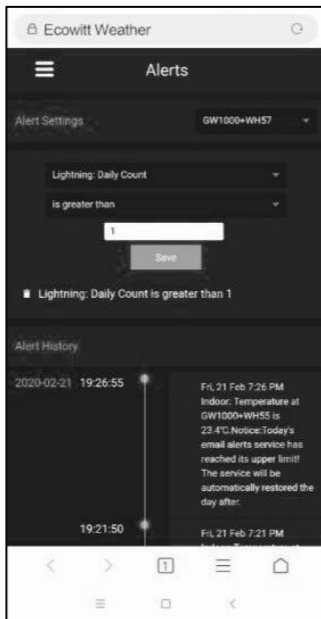 Ecowitt Weather
Alerts
Alert Settings
GW1000+WH57
Lightning: Daily Count
is greater than
1
Save
Lightning: Daily Count is greater than 1
Alert History
2020-02-21 19:26:55
Fri, 21 Feb 7:26 PM
Indoor: Temperature at
GW1000+WH55 is
23.4℃.Notice:Today's
email alerts service has
reached its upper limit!
The service will be
automatically restored the
day after.
19:21:50
Fri, 21 Feb 7:21 PM
1